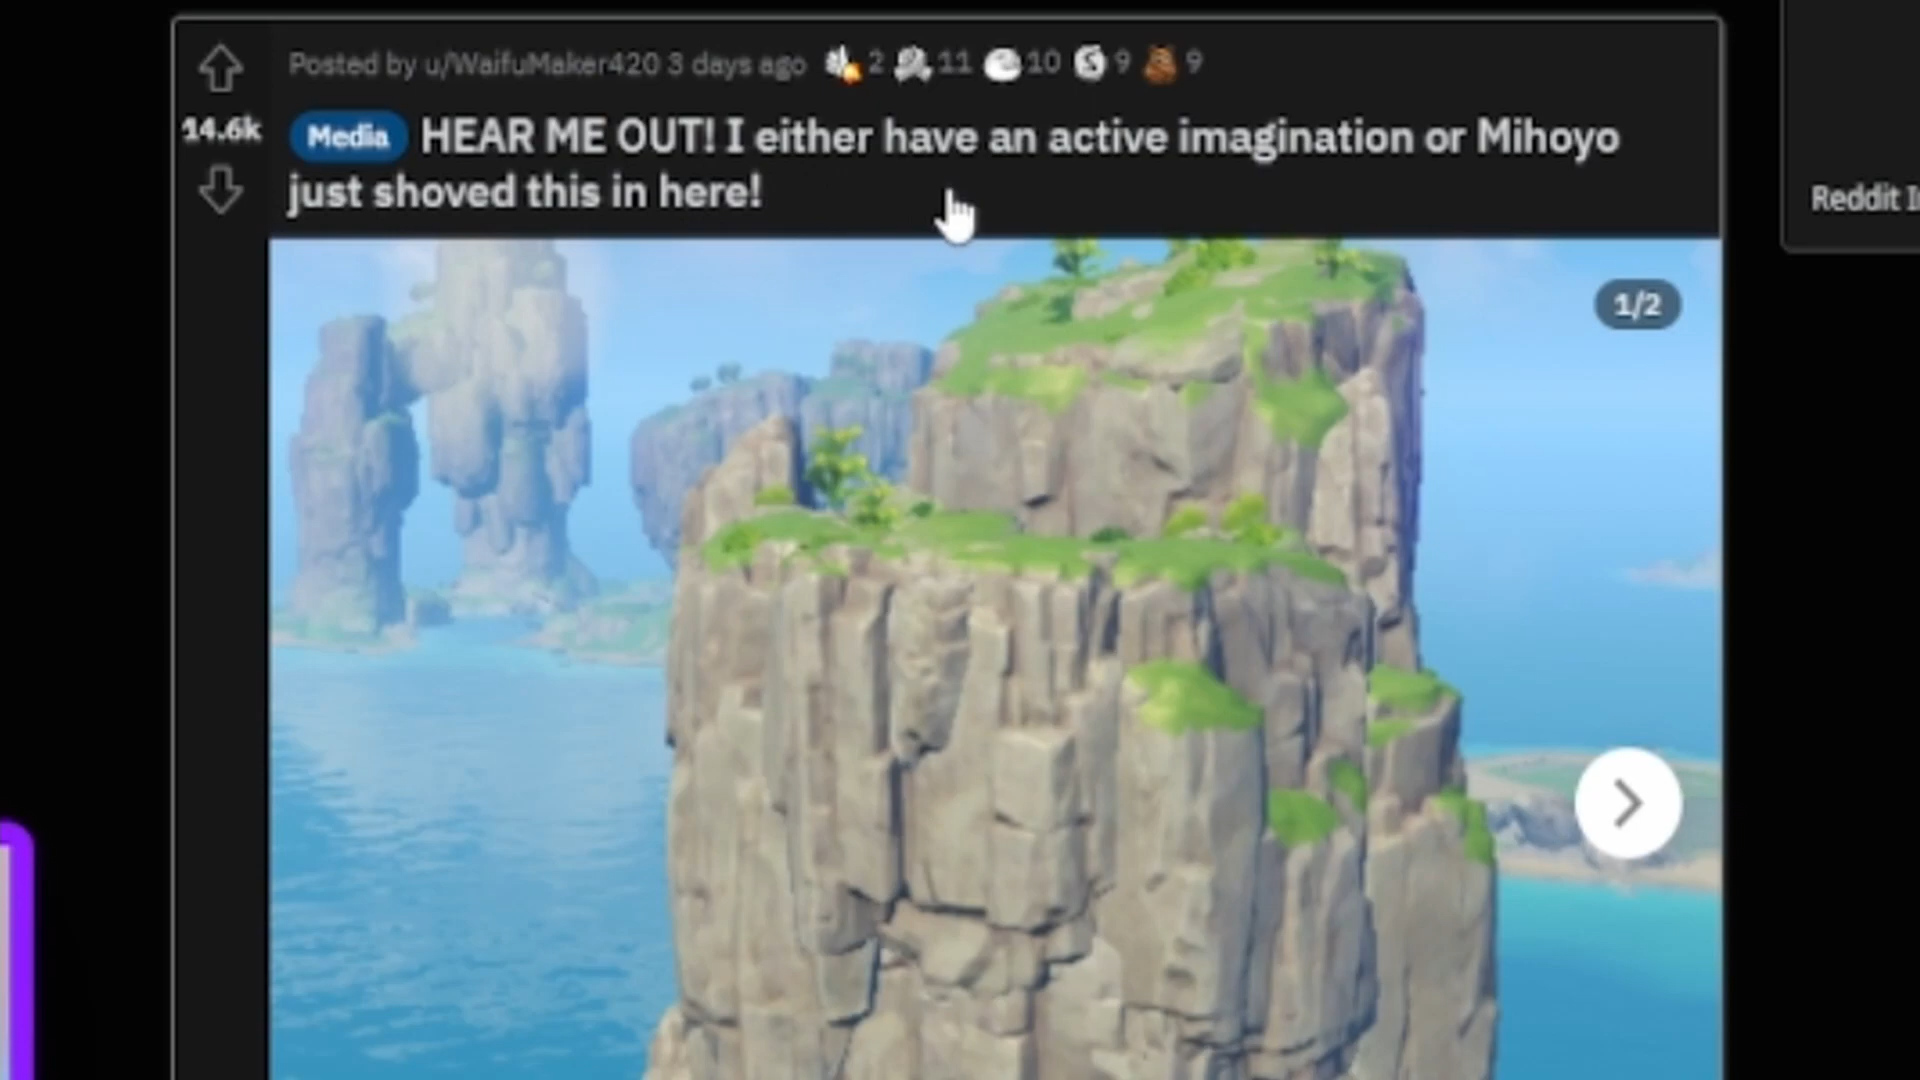 Posted by u/WaifuMaker420 3 days ago 2 11 10 9 9
14.6k
Media HEAR ME OUT! I either have an active imagination or Mihoyo
just shoved this in here!
1/2
Reddit